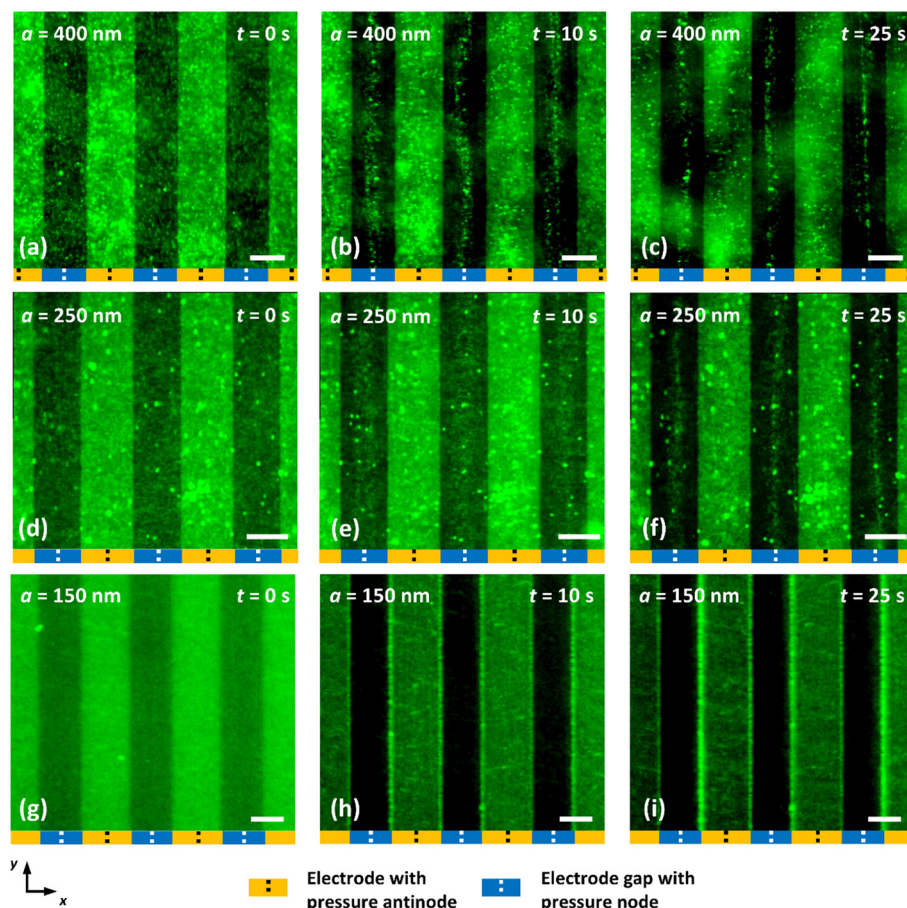 a = 400 nm t = 0 s
a = 400 nm t = 10 s
a = 400 nm t = 25 s
(a)
(b)
(c)
a = 250 nm t = 0 s
a = 250 nm t = 10 s
a = 250 nm t = 25 s
(d)
(e)
(f)
a = 150 nm t = 0 s
a = 150 nm t = 10 s
a = 150 nm t = 25 s
(g)
(h)
(i)
y
x
Electrode with
pressure antinode
Electrode gap with
pressure node